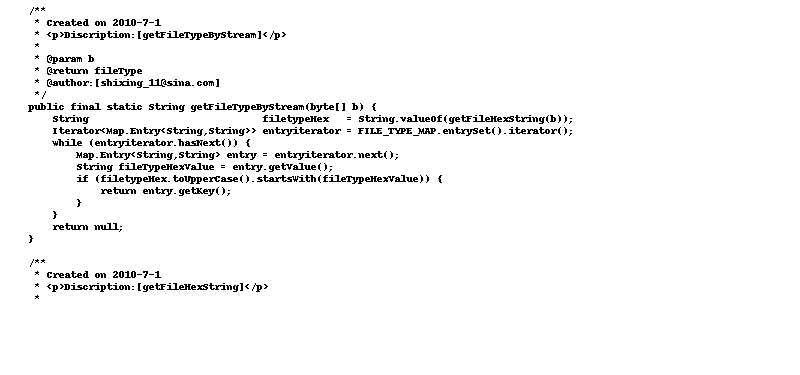 /**
 * Created on 2010-7-1
 * <p>Discription:[getFileTypeByStream]</p>
 *
 * @param b
 * @return fileType
 * @author:[shixing_11@sina.com]
 */
public final static String getFileTypeByStream(byte[] b) {
    String                             filetypeHex   = String.valueOf(getFileHexString(b));
    Iterator<Map.Entry<String,String>> entryiterator = FILE_TYPE_MAP.entrySet().iterator();
    while (entryiterator.hasNext()) {
        Map.Entry<String,String> entry = entryiterator.next();
        String fileTypeHexValue = entry.getValue();
        if (filetypeHex.toUpperCase().startsWith(fileTypeHexValue)) {
            return entry.getKey();
        }
    }
    return null;
}

/**
 * Created on 2010-7-1
 * <p>Discription:[getFileHexString]</p>
 *